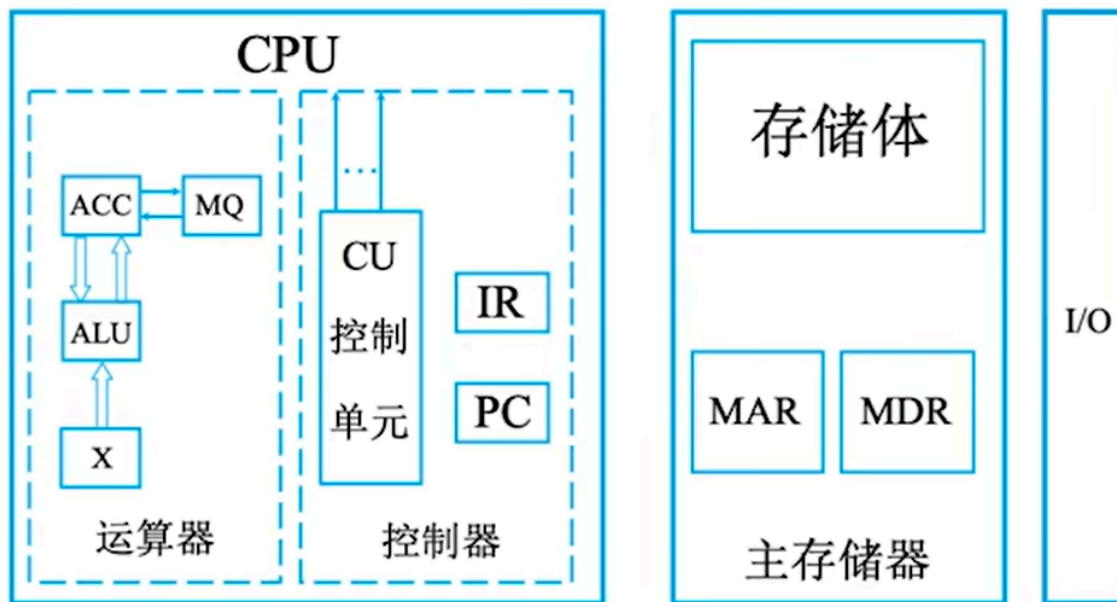 CPU
ACC
MQ
ALU
X
运算器
...
CU
控制
单元
IR
PC
控制器
存储体
MAR
MDR
主存储器
I/O